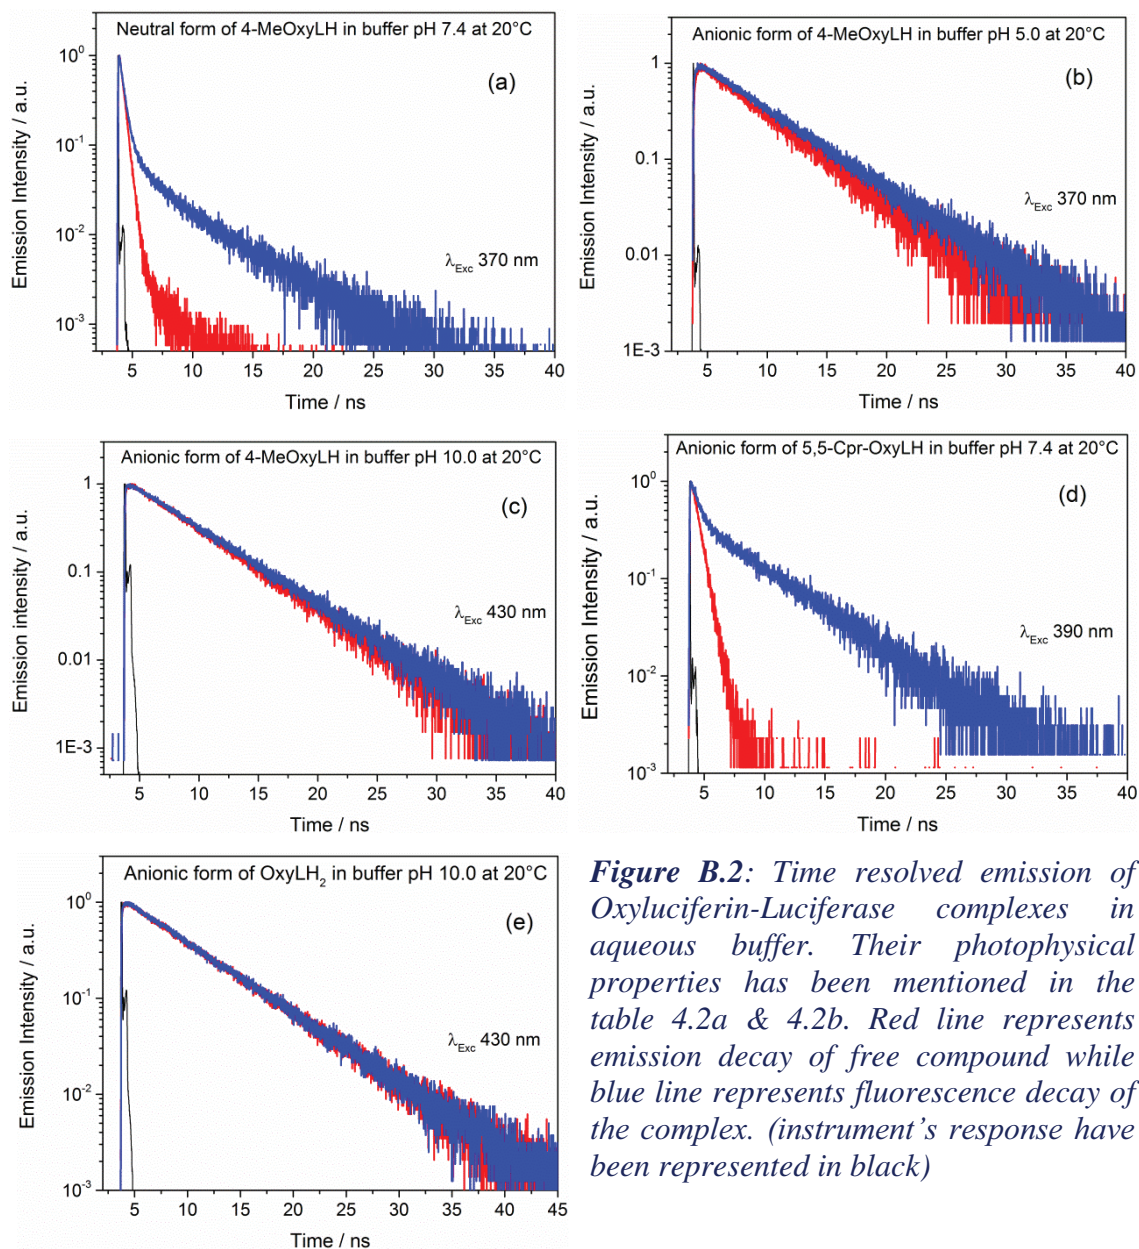 Neutral form of 4-MeOxyLH in buffer pH 7.4 at 20°C
(a)
10⁰
10⁻¹
10⁻²
10⁻³
Emission Intensity / a.u.
λExc 370 nm
5 10 15 20 25 30 35 40
Time / ns
Anionic form of 4-MeOxyLH in buffer pH 5.0 at 20°C
(b)
1
0.1
0.01
1E-3
Emission Intensity / a.u.
λExc 370 nm
5 10 15 20 25 30 35 40
Time / ns
Anionic form of 4-MeOxyLH in buffer pH 10.0 at 20°C
(c)
1
0.1
0.01
1E-3
Emission intensity / a.u.
λExc 430 nm
5 10 15 20 25 30 35 40
Time / ns
Anionic form of 5,5-Cpr-OxyLH in buffer pH 7.4 at 20°C
(d)
10⁰
10⁻¹
10⁻²
10⁻³
Emission Intensity / a.u.
λExc 390 nm
5 10 15 20 25 30 35 40
Time / ns
Anionic form of OxyLH₂ in buffer pH 10.0 at 20°C
(e)
10⁰
10⁻¹
10⁻²
10⁻³
Emission Intensity / a.u.
λExc 430 nm
5 10 15 20 25 30 35 40 45
Time / ns
Figure B.2: Time resolved emission of
Oxyluciferin-Luciferase complexes in
aqueous buffer. Their photophysical
properties has been mentioned in the
table 4.2a & 4.2b. Red line represents
emission decay of free compound while
blue line represents fluorescence decay of
the complex. (instrument's response have
been represented in black)